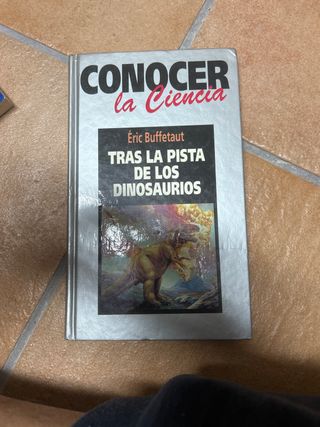 CONOCER
la Ciencia
Éric Buffetaut
TRAS LA PISTA
DE LOS
DINOSAURIOS